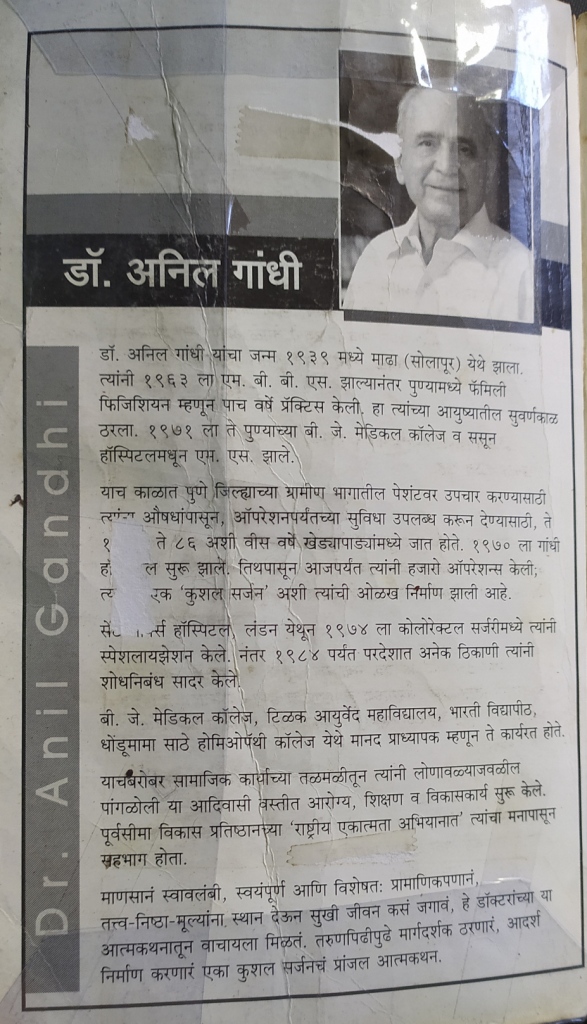 डॉ. अनिल गांधी
Dr. Anil Gandhi
डॉ. अनिल गांधी यांचा जन्म १९३९ मध्ये माढा (सोलापूर) येथे झाला.
त्यांनी १९६३ ला एम. बी. बी. एस. झाल्यानंतर पुण्यामध्ये फॅमिली
फिजिशियन म्हणून पाच वर्षे प्रॅक्टिस केली. हा त्यांच्या आयुष्यातील सुवर्णकाळ
ठरला. १९७१ ला ते पुण्याच्या बी. जे. मेडिकल कॉलेज व ससून
हॉस्पिटलमधून एम. एस. झाले.
याच काळात पुणे जिल्ह्याच्या ग्रामीण भागातील पेशंटवर उपचार करण्यासाठी
औषधांपासून, ऑपरेशनपर्यंतच्या सुविधा उपलब्ध करून देण्यासाठी, ते
ते ८६ अशी वीस वर्षे खेड्यापाड्यांमध्ये जात होते. १९७० ला गांधी
सुरू झाले. तिथपासून आजपर्यंत त्यांनी हजारो ऑपरेशन्स केली;
एक 'कुशल सर्जन' अशी त्यांची ओळख निर्माण झाली आहे.
हॉस्पिटल, लंडन येथून १९७४ ला कोलोरेक्टल सर्जरीमध्ये त्यांनी
स्पेशलायझेशन केले. नंतर १९८४ पर्यंत परदेशात अनेक ठिकाणी त्यांनी
शोधनिबंध सादर केले.
बी. जे. मेडिकल कॉलेज, टिळक आयुर्वेद महाविद्यालय, भारती विद्यापीठ,
धोंडूमामा साठे होमिओपॅथी कॉलेज येथे मानद प्राध्यापक म्हणून ते कार्यरत होते.
याचबरोबर सामाजिक कार्याच्या तळमळीतून त्यांनी लोणावळ्याजवळील
पांगळोली या आदिवासी वस्तीत आरोग्य, शिक्षण व विकासकार्य सुरू केले.
पूर्वसीमा विकास प्रतिष्ठानच्या 'राष्ट्रीय एकात्मता अभियानात' त्यांचा मनापासून
सहभाग होता.
माणसानं स्वावलंबी, स्वयंपूर्ण आणि विशेषत: प्रामाणिकपणानं,
तत्त्व-निष्ठा-मूल्यांना स्थान देऊन सुखी जीवन कसं जगावं, हे डॉक्टरांच्या या
आत्मकथनातून वाचायला मिळतं. तरुणपिढीपुढे मार्गदर्शक ठरणारं, आदर्श
निर्माण करणारं एका कुशल सर्जनचं प्रांजल आत्मकथन.